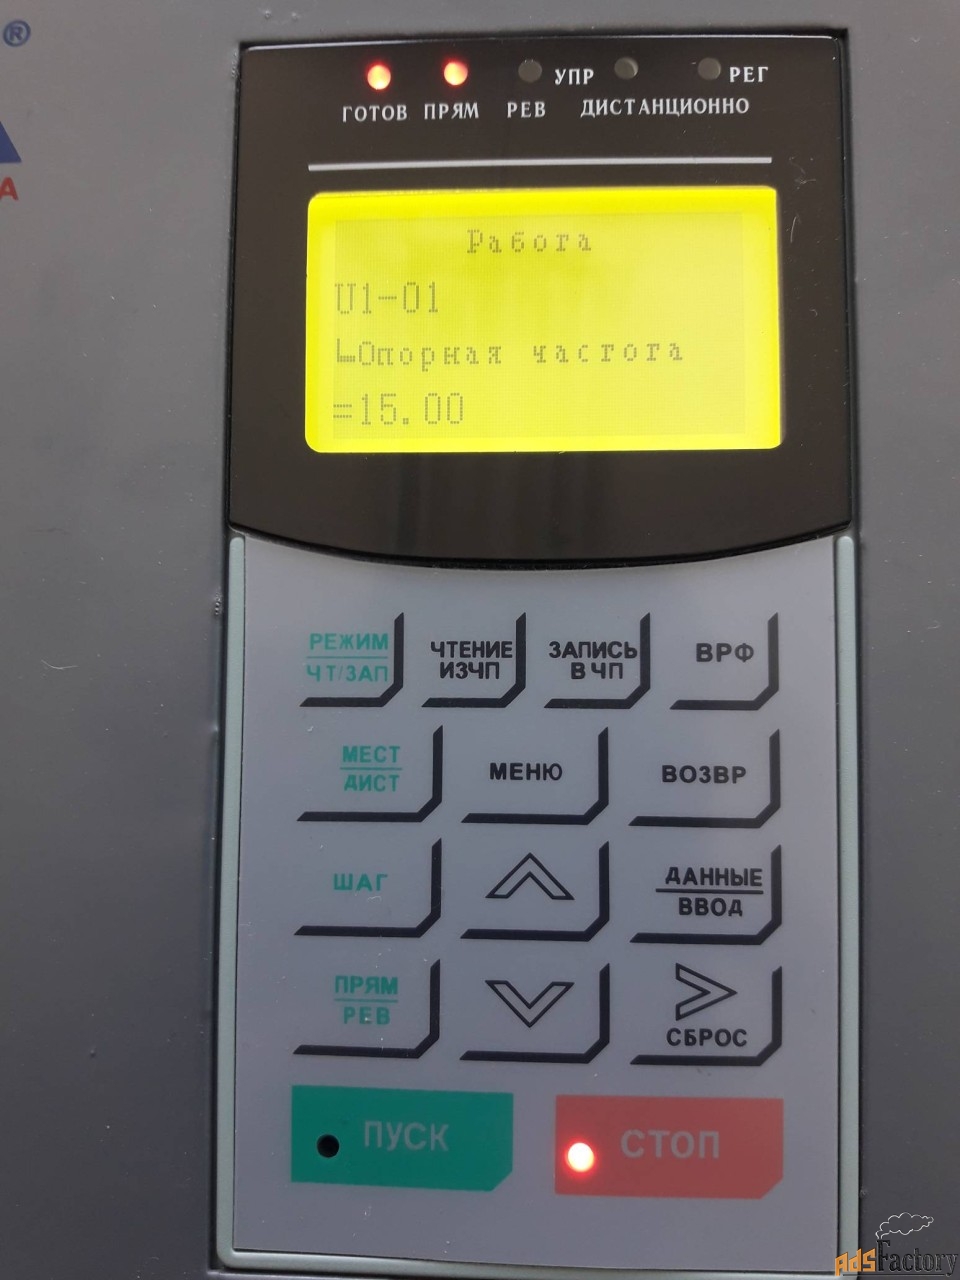 ®
А
УПР
РЕГ
ГОТОВ ПРЯМ РЕВ ДИСТАНЦИОННО
Работа
U1-01
Опорная частота
=15.00
РЕЖИМ
ЧТ/ЗАП
ЧТЕНИЕ
ИЗЧП
ЗАПИСЬ
В ЧП
ВРФ
МЕСТ
ДИСТ
МЕНЮ
ВОЗВР
ШАГ
ДАННЫЕ
ВВОД
ПРЯМ
РЕВ
СБРОС
ПУСК
СТОП
AdsFactory